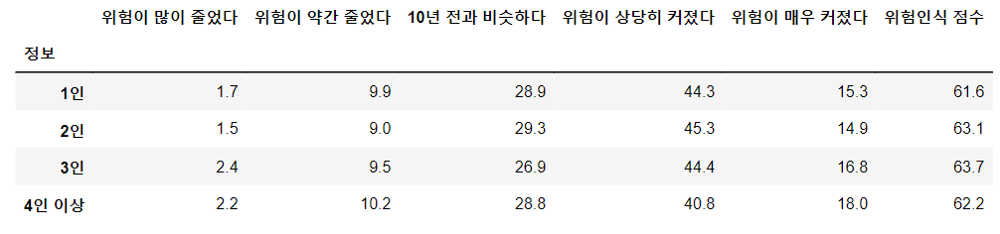 위험이 많이 줄었다 위험이 약간 줄었다 10년 전과 비슷하다 위험이 상당히 커졌다 위험이 매우 커졌다 위험인식 점수
정보
1인 1.7 9.9 28.9 44.3 15.3 61.6
2인 1.5 9.0 29.3 45.3 14.9 63.1
3인 2.4 9.5 26.9 44.4 16.8 63.7
4인 이상 2.2 10.2 28.8 40.8 18.0 62.2